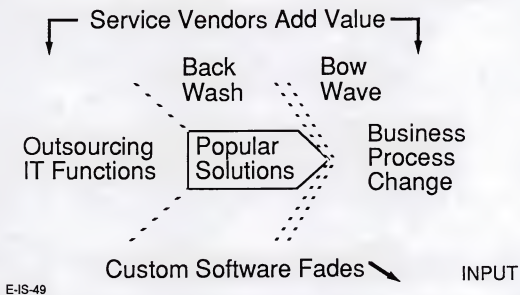 Service Vendors Add Value
Back
Wash
Bow
Wave
Outsourcing
IT Functions
Popular
Solutions
Business
Process
Change
Custom Software Fades
INPUT
E-IS-49